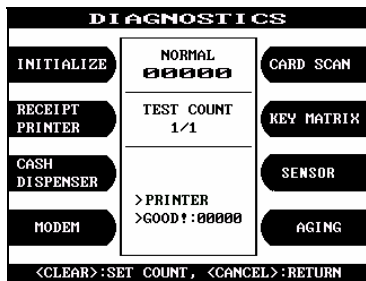 DIAGNOSTICS
INITIALIZE
RECEIPT
PRINTER
CASH
DISPENSER
MODEM
NORMAL
00000
TEST COUNT
1/1
>PRINTER
>GOOD!:00000
CARD SCAN
KEY MATRIX
SENSOR
AGING
<CLEAR>:SET COUNT, <CANCEL>:RETURN